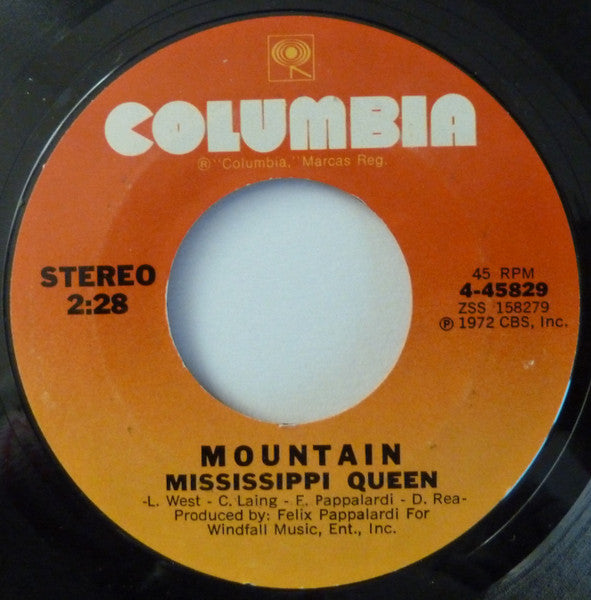 COLUMBIA
® "Columbia," Marcas Reg.
STEREO
2:28
45 RPM
4-45829
ZSS 158279
℗ 1972 CBS, Inc.
MOUNTAIN
MISSISSIPPI QUEEN
-L. West - C. Laing - F. Pappalardi - D. Rea-
Produced by: Felix Pappalardi For
Windfall Music, Ent., Inc.